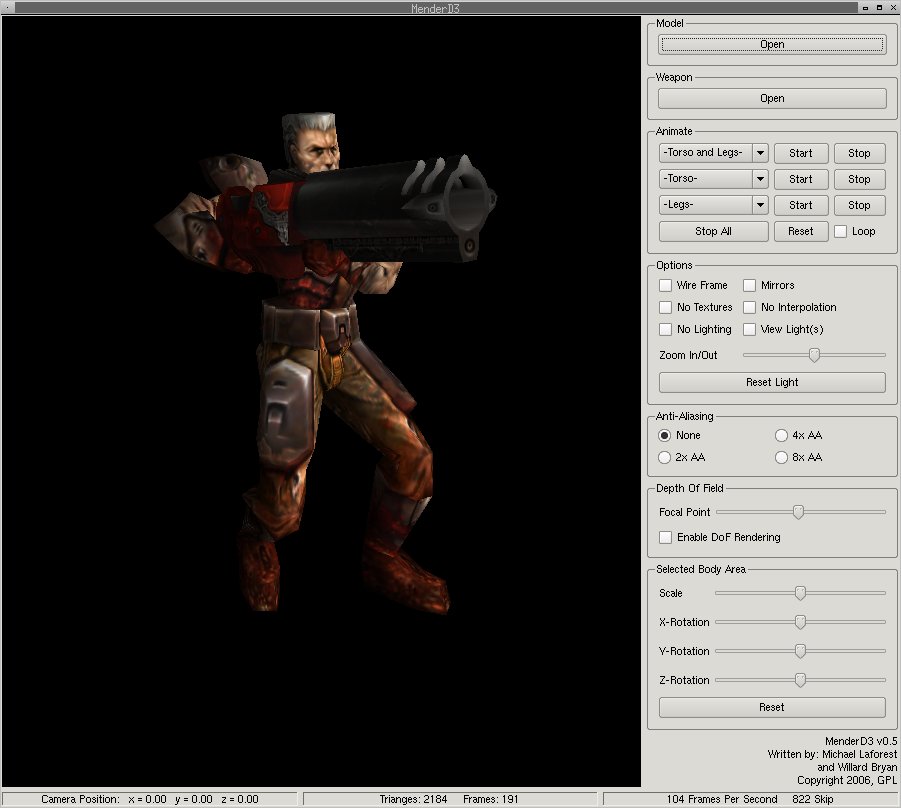 MenderD3
Model
Open
Weapon
Open
Animate
-Torso and Legs- Start Stop
-Torso- Start Stop
-Legs- Start Stop
Stop All Reset Loop
Options
Wire Frame Mirrors
No Textures No Interpolation
No Lighting View Light(s)
Zoom In/Out
Reset Light
Anti-Aliasing
None 4x AA
2x AA 8x AA
Depth Of Field
Focal Point
Enable DoF Rendering
Selected Body Area
Scale
X-Rotation
Y-Rotation
Z-Rotation
Reset
MenderD3 v0.5
Written by: Michael Laforest
and Willard Bryan
Copyright 2006, GPL
Camera Position: x = 0.00 y = 0.00 z = 0.00 Trianges: 2184 Frames: 191 104 Frames Per Second 822 Skip